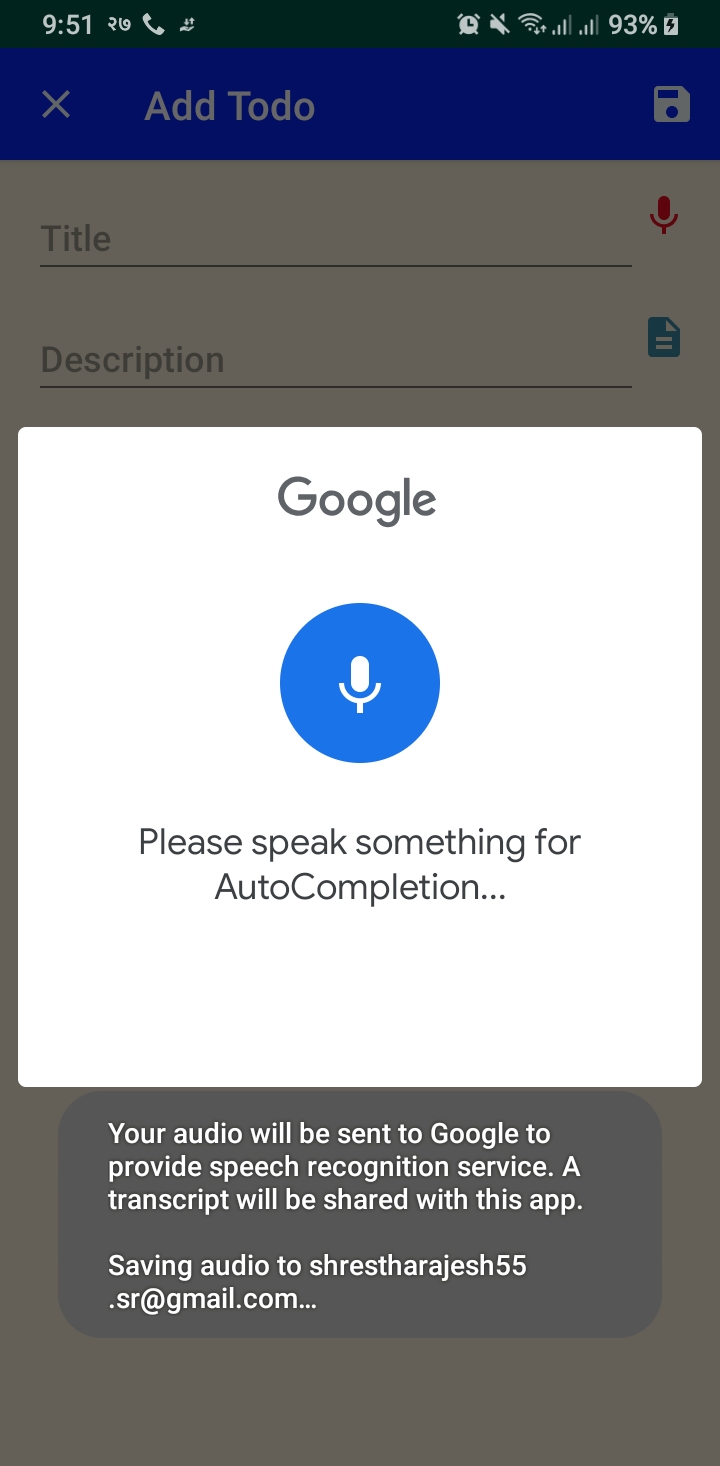 9:51 २७ 93%
Add Todo
Title
Description
Google
Please speak something for
AutoCompletion...
Your audio will be sent to Google to
provide speech recognition service. A
transcript will be shared with this app.
Saving audio to shrestharajesh55
.sr@gmail.com...